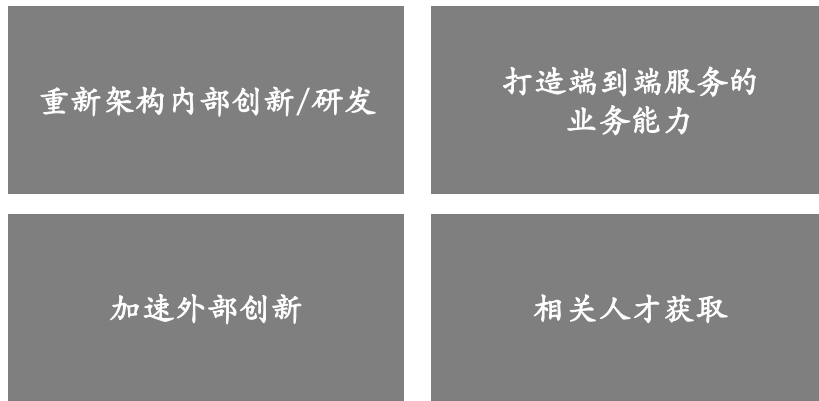 重新架构内部创新/研发
打造端到端服务的
业务能力
加速外部创新
相关人才获取